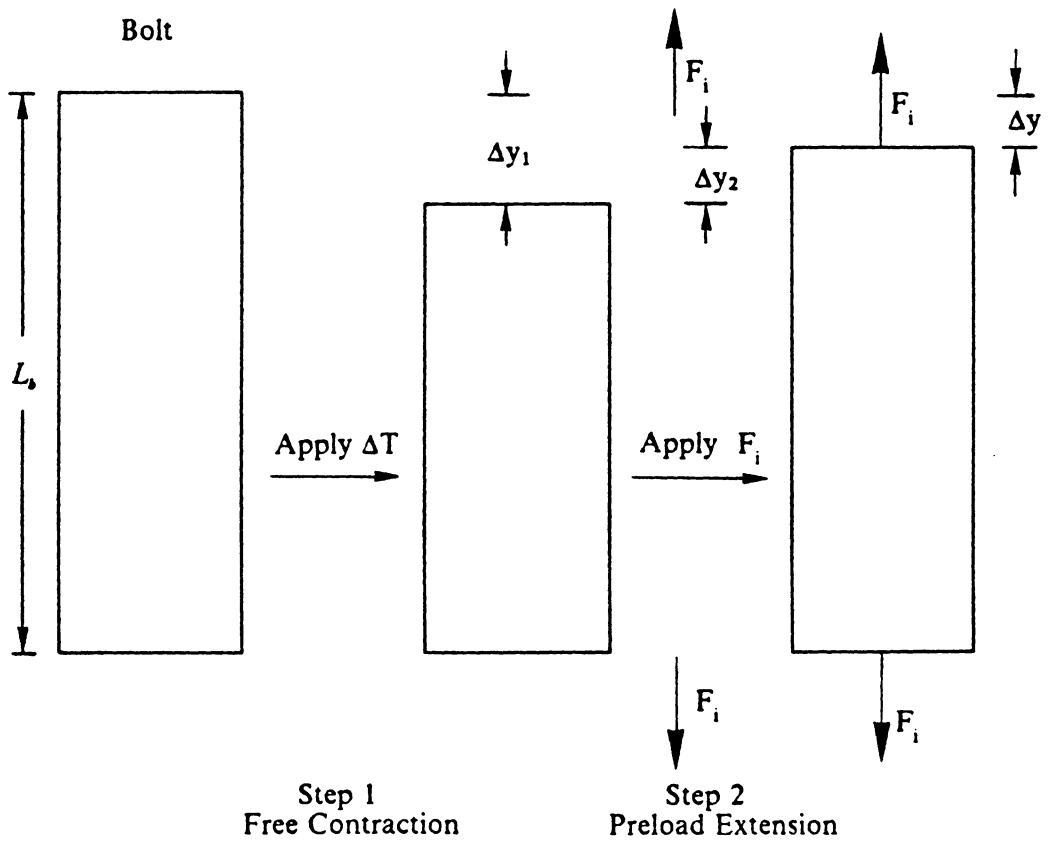 Bolt
L_b
Δy₁
F_i
Δy₂
F_i
Δy
Apply ΔT
Apply F_i
F_i
F_i
Step 1
Free Contraction
Step 2
Preload Extension